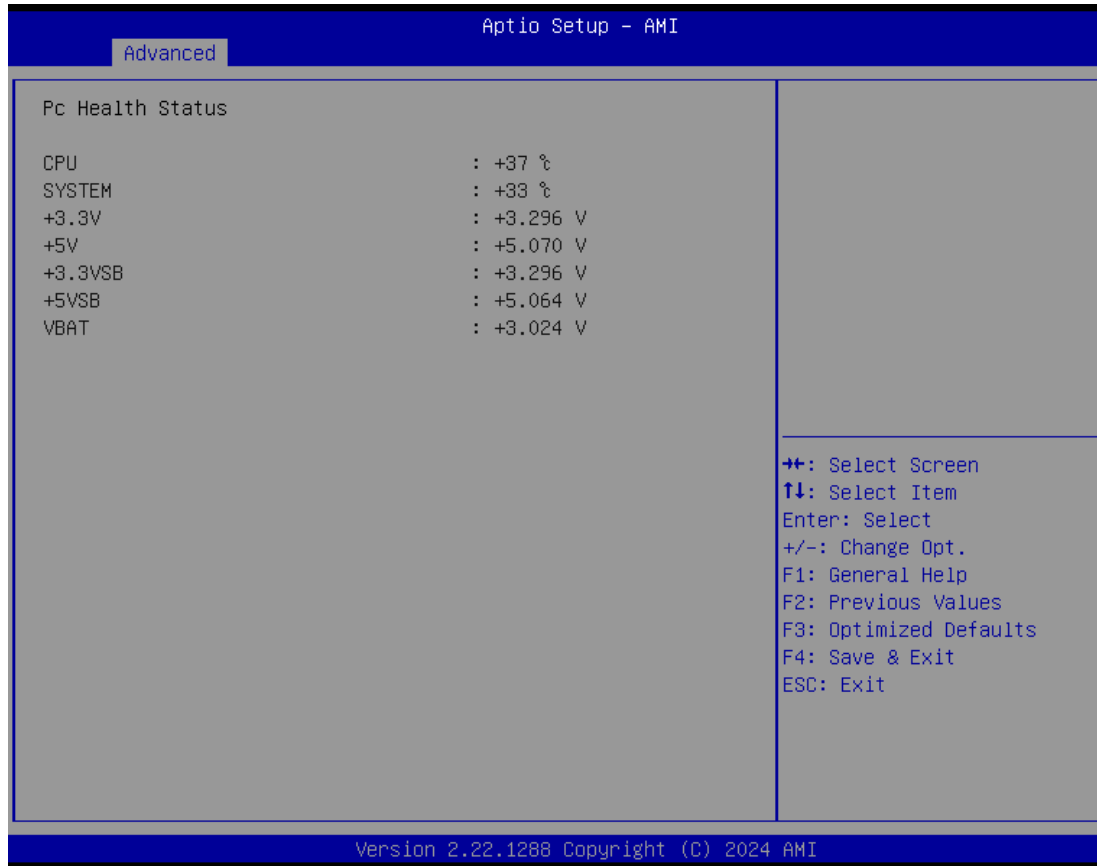 Aptio Setup – AMI
Advanced
Pc Health Status
CPU : +37 ℃
SYSTEM : +33 ℃
+3.3V : +3.296 V
+5V : +5.070 V
+3.3VSB : +3.296 V
+5VSB : +5.064 V
VBAT : +3.024 V
→←: Select Screen
↑↓: Select Item
Enter: Select
+/-: Change Opt.
F1: General Help
F2: Previous Values
F3: Optimized Defaults
F4: Save & Exit
ESC: Exit
Version 2.22.1288 Copyright (C) 2024 AMI